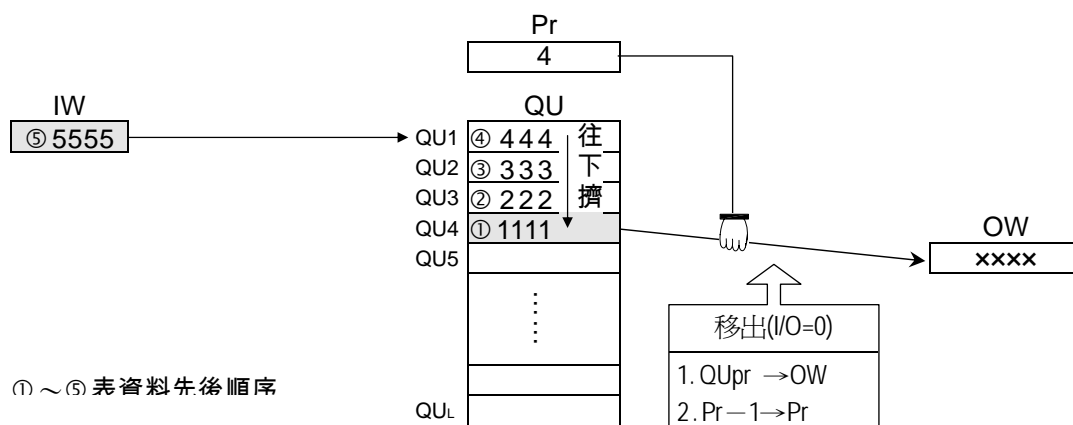 Pr
4
IW
⑤ 5555
QU
QU1 ④ 444
QU2 ③ 333
QU3 ② 222
QU4 ① 1111
QU5
往下擠
OW
××××
移出(I/O=0)
1. QUpr →OW
2. Pr－1→Pr
①～⑤ 表資料先後順序
QUL